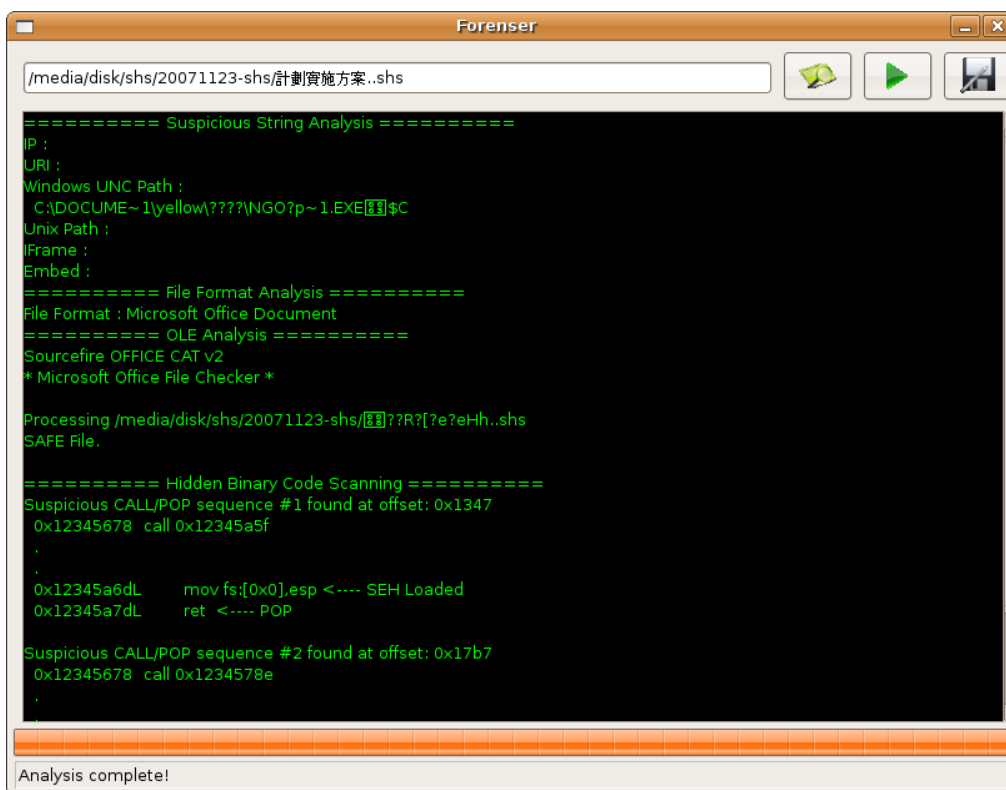 Forenser
/media/disk/shs/20071123-shs/計劃實施方案..shs
========== Suspicious String Analysis ==========
IP :
URI :
Windows UNC Path :
C:\DOCUME~1\yellow\????\NGO?p~1.EXE$C
Unix Path :
IFrame :
Embed :
========== File Format Analysis ==========
File Format : Microsoft Office Document
========== OLE Analysis ==========
Sourcefire OFFICE CAT v2
* Microsoft Office File Checker *
Processing /media/disk/shs/20071123-shs/??R?[?e?eHh..shs
SAFE File.
========== Hidden Binary Code Scanning ==========
Suspicious CALL/POP sequence #1 found at offset: 0x1347
0x12345678 call 0x12345a5f
.
.
0x12345a6dL mov fs:[0x0],esp <---- SEH Loaded
0x12345a7dL ret <---- POP
Suspicious CALL/POP sequence #2 found at offset: 0x17b7
0x12345678 call 0x1234578e
.
.
Analysis complete!